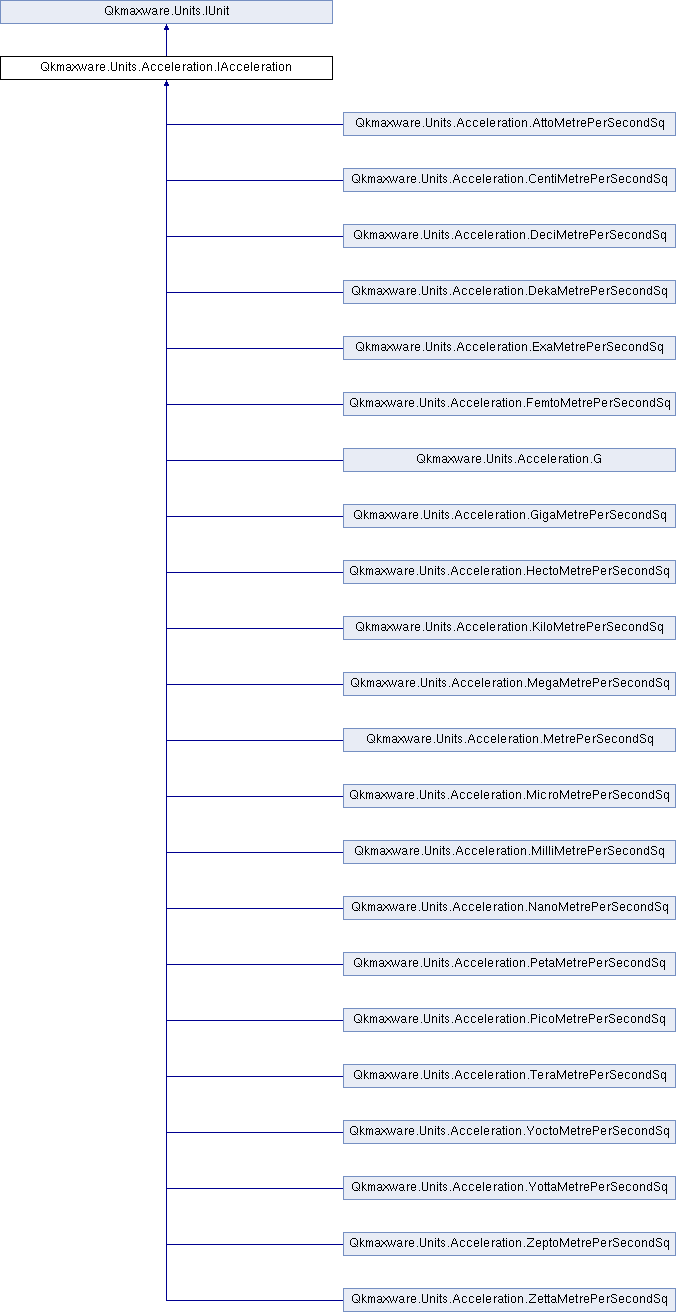 Qkmaxware.Units.IUnit
Qkmaxware.Units.Acceleration.IAcceleration
Qkmaxware.Units.Acceleration.AttoMetrePerSecondSq
Qkmaxware.Units.Acceleration.CentiMetrePerSecondSq
Qkmaxware.Units.Acceleration.DeciMetrePerSecondSq
Qkmaxware.Units.Acceleration.DekaMetrePerSecondSq
Qkmaxware.Units.Acceleration.ExaMetrePerSecondSq
Qkmaxware.Units.Acceleration.FemtoMetrePerSecondSq
Qkmaxware.Units.Acceleration.G
Qkmaxware.Units.Acceleration.GigaMetrePerSecondSq
Qkmaxware.Units.Acceleration.HectoMetrePerSecondSq
Qkmaxware.Units.Acceleration.KiloMetrePerSecondSq
Qkmaxware.Units.Acceleration.MegaMetrePerSecondSq
Qkmaxware.Units.Acceleration.MetrePerSecondSq
Qkmaxware.Units.Acceleration.MicroMetrePerSecondSq
Qkmaxware.Units.Acceleration.MilliMetrePerSecondSq
Qkmaxware.Units.Acceleration.NanoMetrePerSecondSq
Qkmaxware.Units.Acceleration.PetaMetrePerSecondSq
Qkmaxware.Units.Acceleration.PicoMetrePerSecondSq
Qkmaxware.Units.Acceleration.TeraMetrePerSecondSq
Qkmaxware.Units.Acceleration.YoctoMetrePerSecondSq
Qkmaxware.Units.Acceleration.YottaMetrePerSecondSq
Qkmaxware.Units.Acceleration.ZeptoMetrePerSecondSq
Qkmaxware.Units.Acceleration.ZettaMetrePerSecondSq